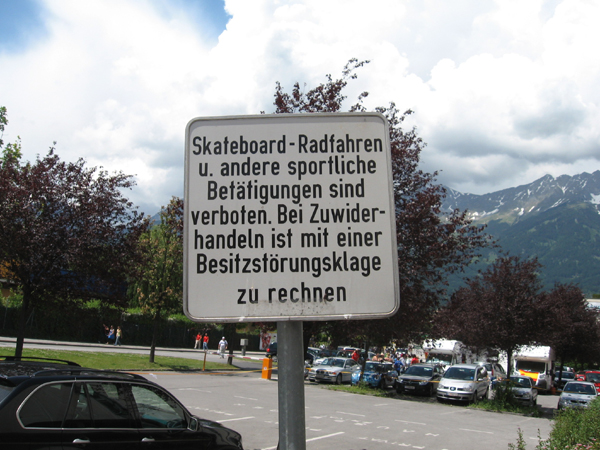 Skateboard-Radfahren
u. andere sportliche
Betätigungen sind
verboten. Bei Zuwider-
handeln ist mit einer
Besitzstörungsklage
zu rechnen